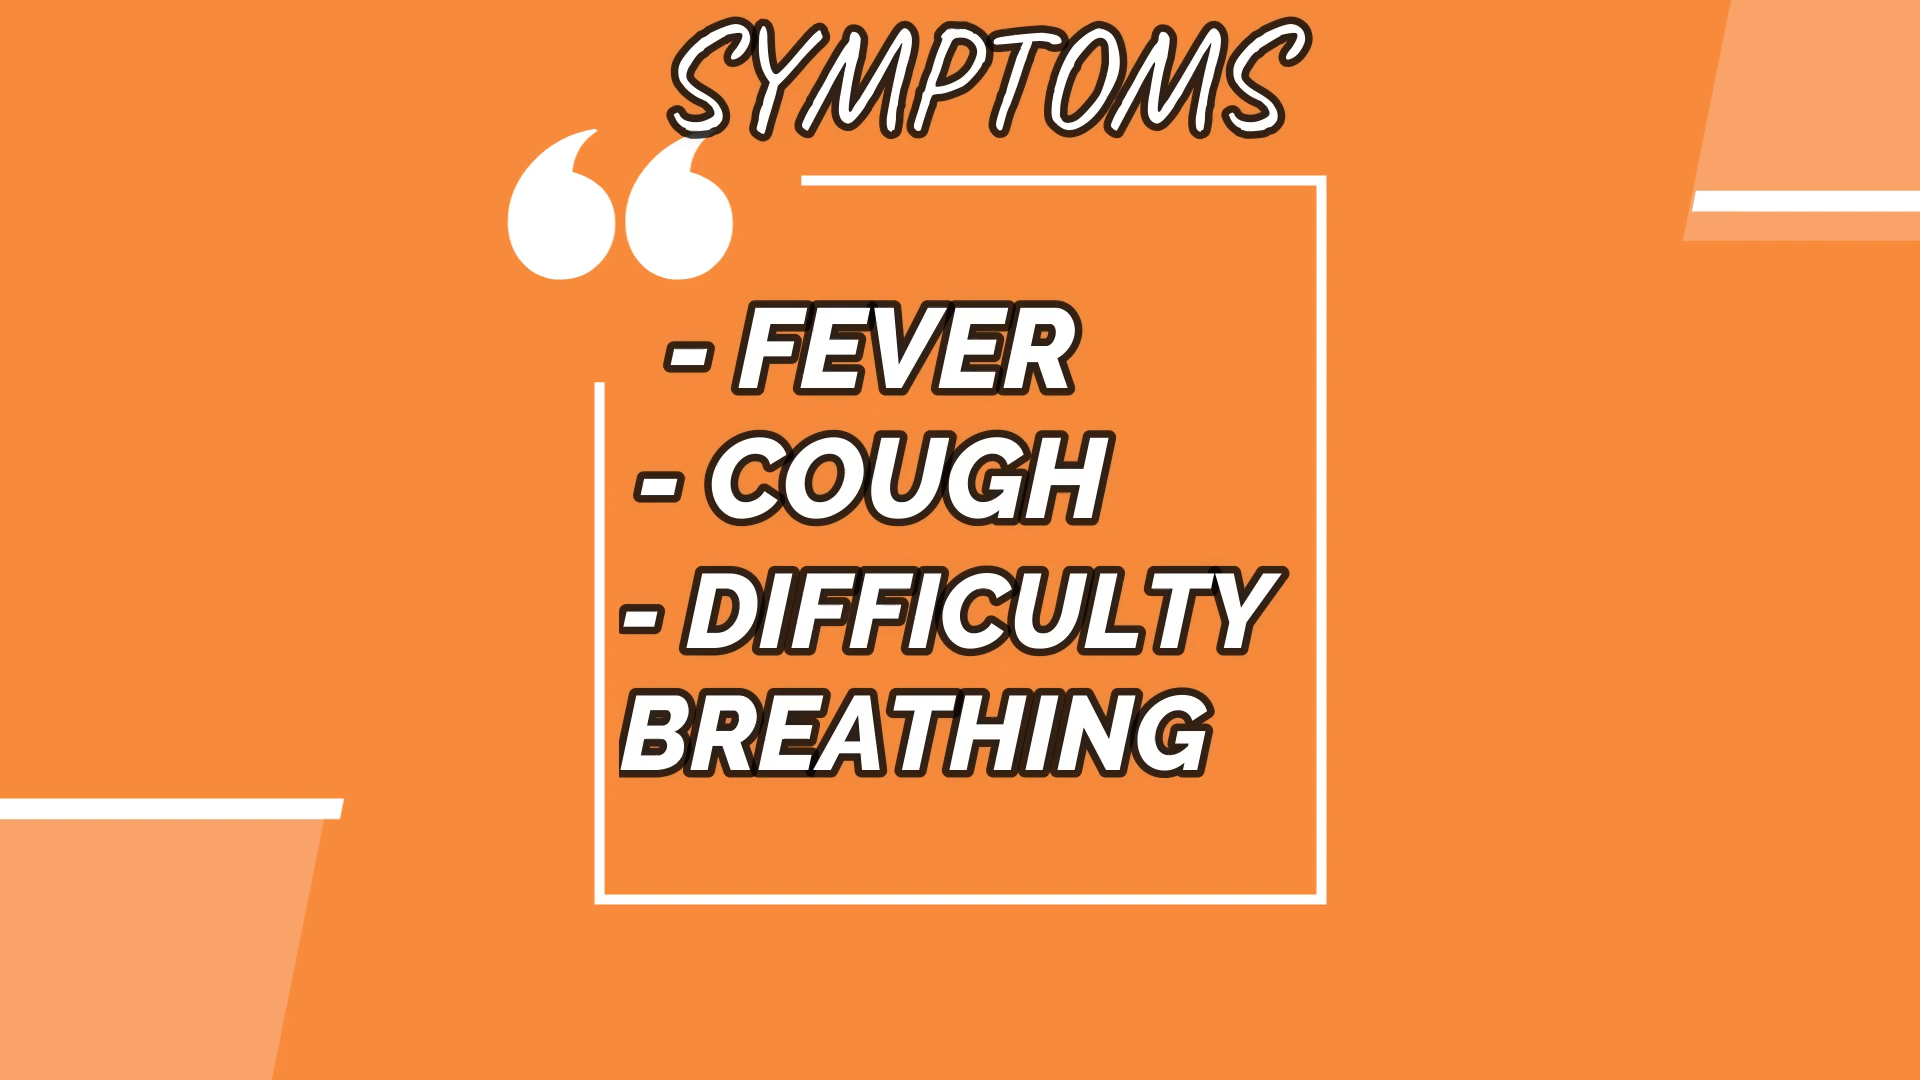 SYMPTOMS
- FEVER
- COUGH
- DIFFICULTY
BREATHING